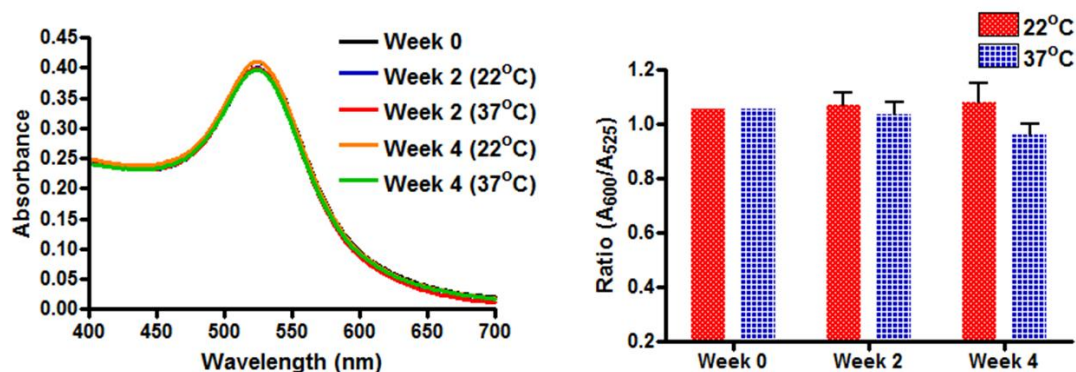 0.45
0.40
0.35
0.30
0.25
0.20
0.15
0.10
0.05
0.00
Absorbance
400 450 500 550 600 650 700
Wavelength (nm)
Week 0
Week 2 (22°C)
Week 2 (37°C)
Week 4 (22°C)
Week 4 (37°C)
22°C
37°C
1.2
1.0
0.8
0.6
0.4
0.2
Ratio (A600/A525)
Week 0 Week 2 Week 4